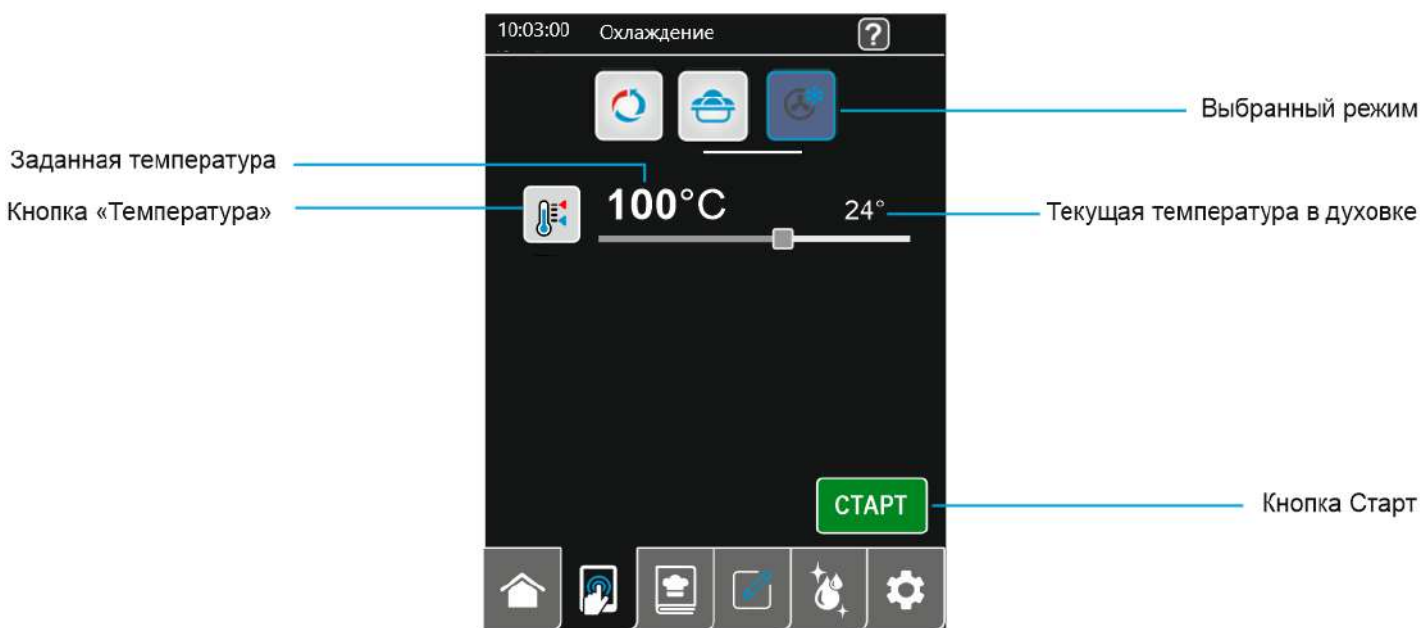 10:03:00 Охлаждение ?
Выбранный режим
Заданная температура
100°C
24°
Кнопка «Температура»
Текущая температура в духовке
СТАРТ
Кнопка Старт